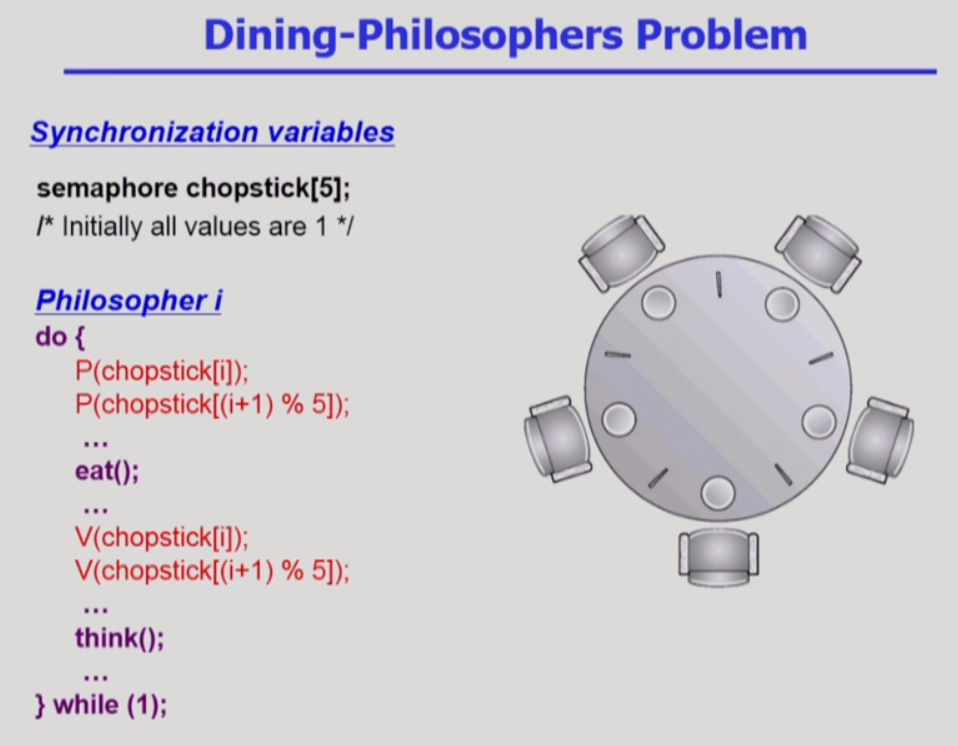 Dining-Philosophers Problem
Synchronization variables
semaphore chopstick[5];
/* Initially all values are 1 */
Philosopher i
do {
P(chopstick[i]);
P(chopstick[(i+1) % 5]);
...
eat();
...
V(chopstick[i]);
V(chopstick[(i+1) % 5]);
...
think();
...
} while (1);